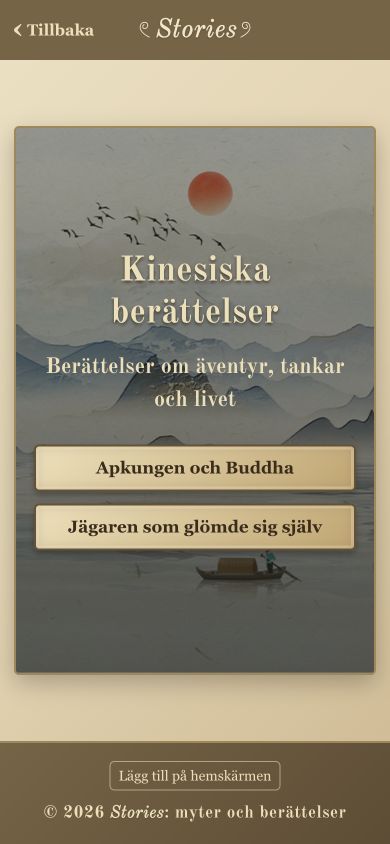 Tillbaka
Stories
Kinesiska
berättelser
Berättelser om äventyr, tankar
och livet
Apkungen och Buddha
Jägaren som glömde sig själv
Lägg till på hemskärmen
© 2026 Stories: myter och berättelser